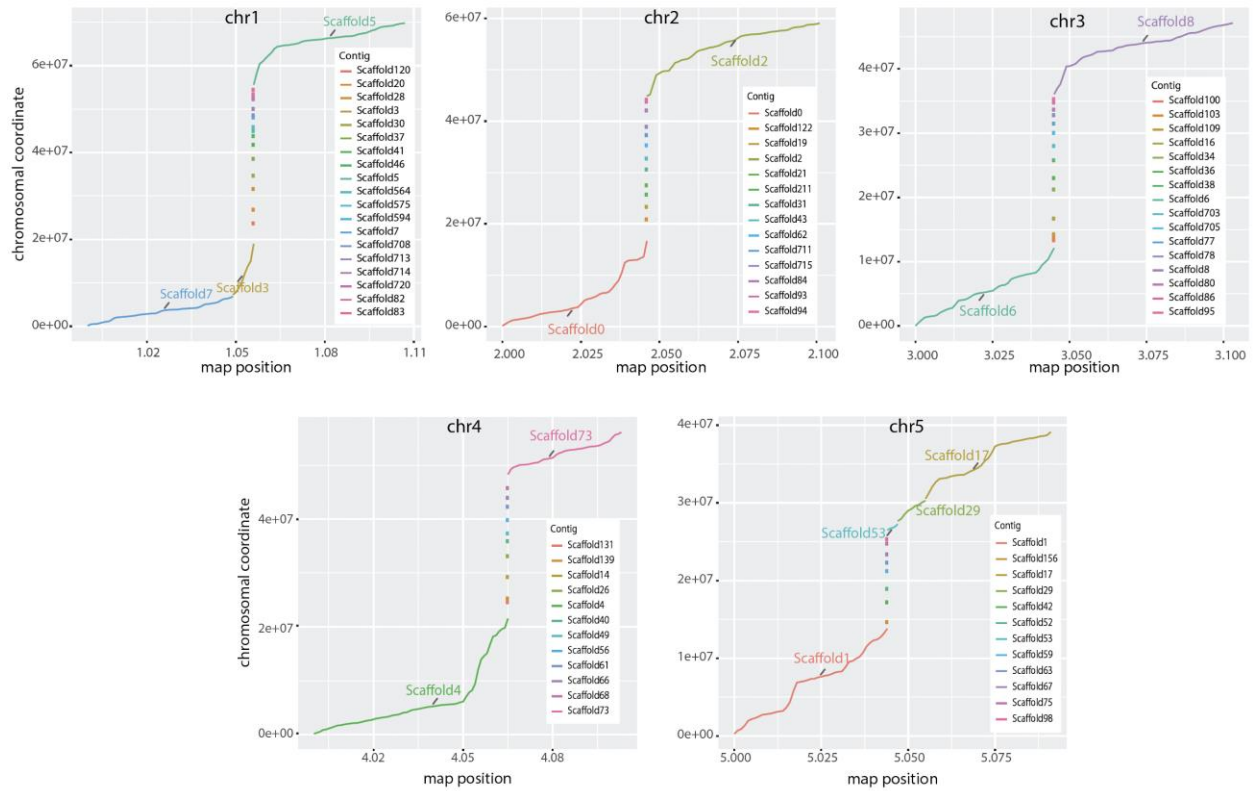 chr1
Scaffold5
6e+07
4e+07
2e+07
0e+00
chromosomal coordinate
Scaffold7
Scaffold3
1.02
1.05
1.08
1.11
map position
Contig
Scaffold120
Scaffold20
Scaffold28
Scaffold3
Scaffold30
Scaffold37
Scaffold41
Scaffold46
Scaffold5
Scaffold564
Scaffold575
Scaffold594
Scaffold7
Scaffold708
Scaffold713
Scaffold714
Scaffold720
Scaffold82
Scaffold83
chr2
Scaffold2
6e+07
4e+07
2e+07
0e+00
Scaffold0
2.000
2.025
2.050
2.075
2.100
map position
Contig
Scaffold0
Scaffold122
Scaffold19
Scaffold2
Scaffold21
Scaffold211
Scaffold31
Scaffold43
Scaffold62
Scaffold711
Scaffold715
Scaffold84
Scaffold93
Scaffold94
chr3
Scaffold8
4e+07
3e+07
2e+07
1e+07
0e+00
Scaffold6
3.000
3.025
3.050
3.075
3.100
map position
Contig
Scaffold100
Scaffold103
Scaffold109
Scaffold16
Scaffold34
Scaffold36
Scaffold38
Scaffold6
Scaffold703
Scaffold705
Scaffold77
Scaffold78
Scaffold8
Scaffold80
Scaffold86
Scaffold95
chr4
Scaffold73
4e+07
2e+07
0e+00
chromosomal coordinate
Scaffold4
4.02
4.05
4.08
map position
Contig
Scaffold131
Scaffold139
Scaffold14
Scaffold26
Scaffold4
Scaffold40
Scaffold49
Scaffold56
Scaffold61
Scaffold66
Scaffold68
Scaffold73
chr5
Scaffold17
4e+07
3e+07
2e+07
1e+07
0e+00
Scaffold29
Scaffold53
Scaffold1
5.000
5.025
5.050
5.075
map position
Contig
Scaffold1
Scaffold156
Scaffold17
Scaffold29
Scaffold42
Scaffold52
Scaffold53
Scaffold59
Scaffold63
Scaffold67
Scaffold75
Scaffold98